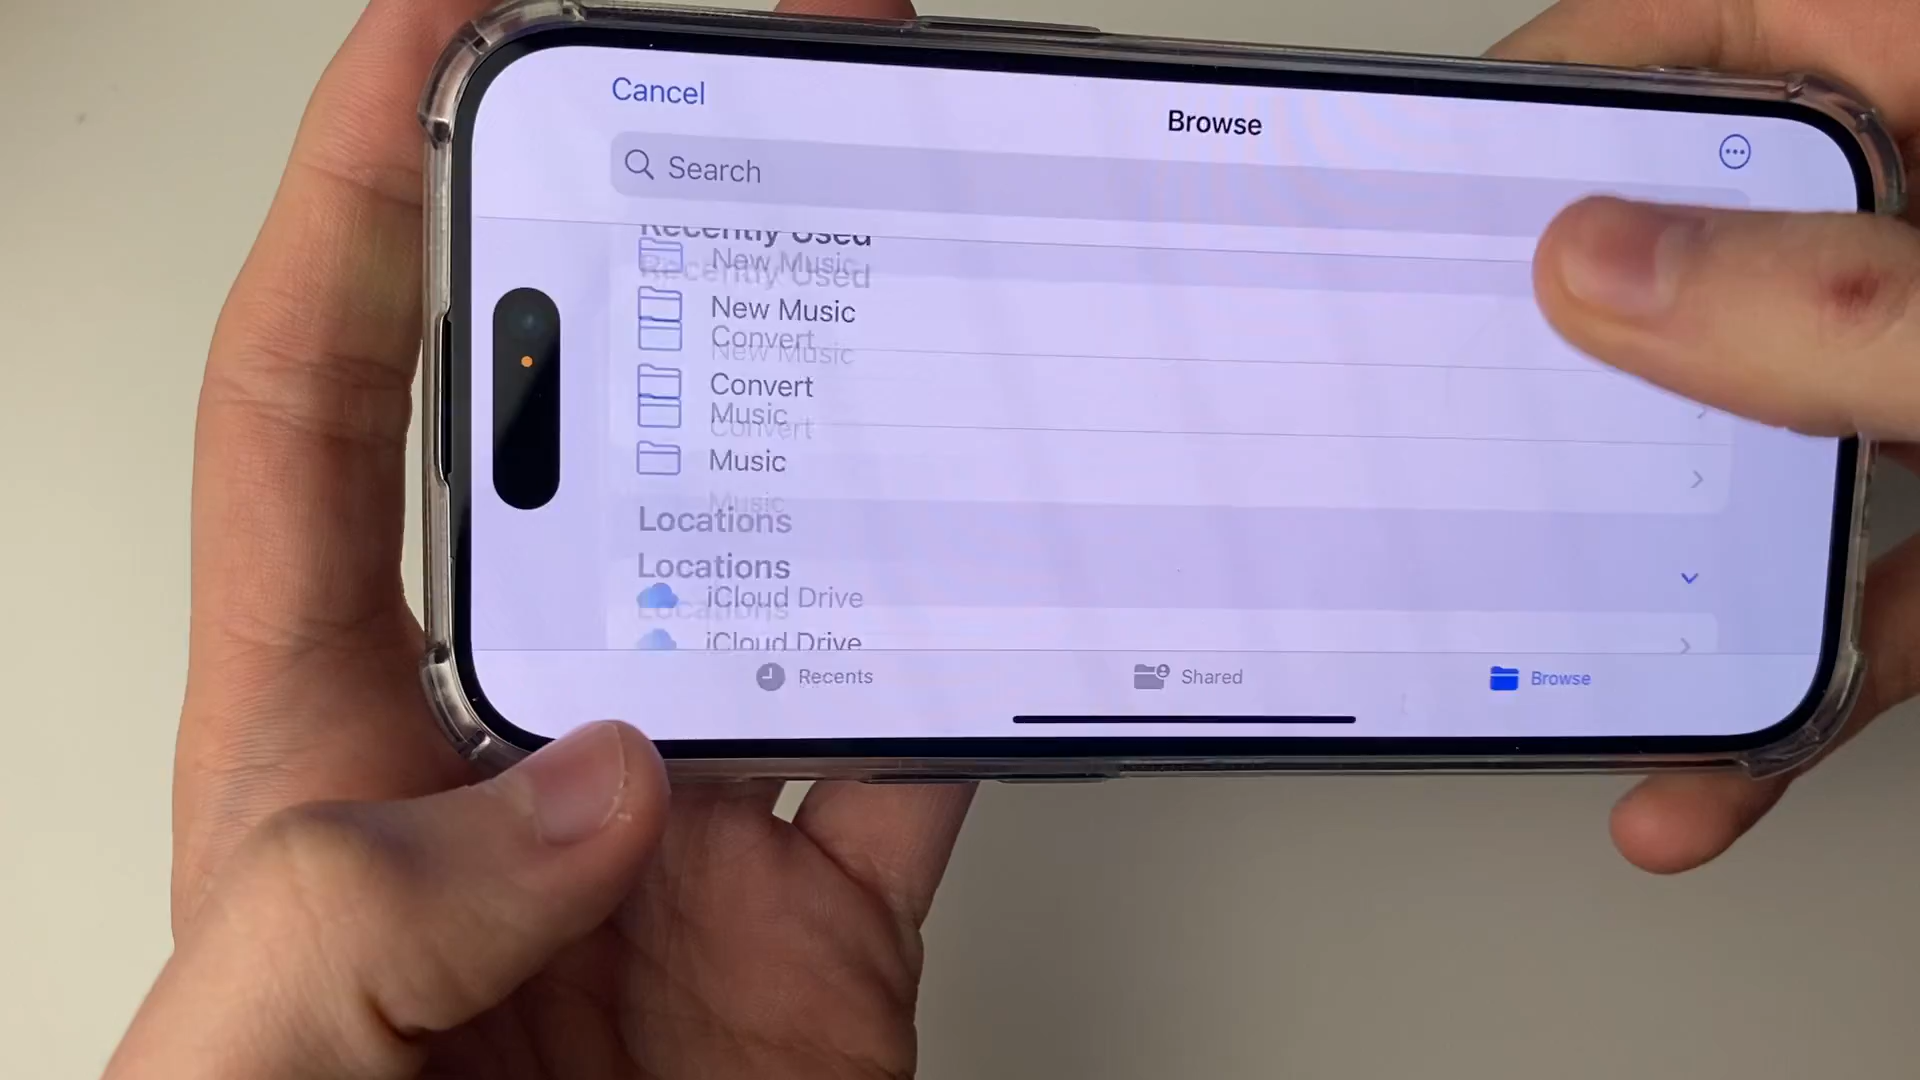 Cancel
Browse
Search
Recently Used
New Music
Recently Used
New Music
Convert
New Music
Convert
Music
Convert
Music
Music
Locations
Locations
iCloud Drive
Locations
iCloud Drive
Recents
Shared
Browse